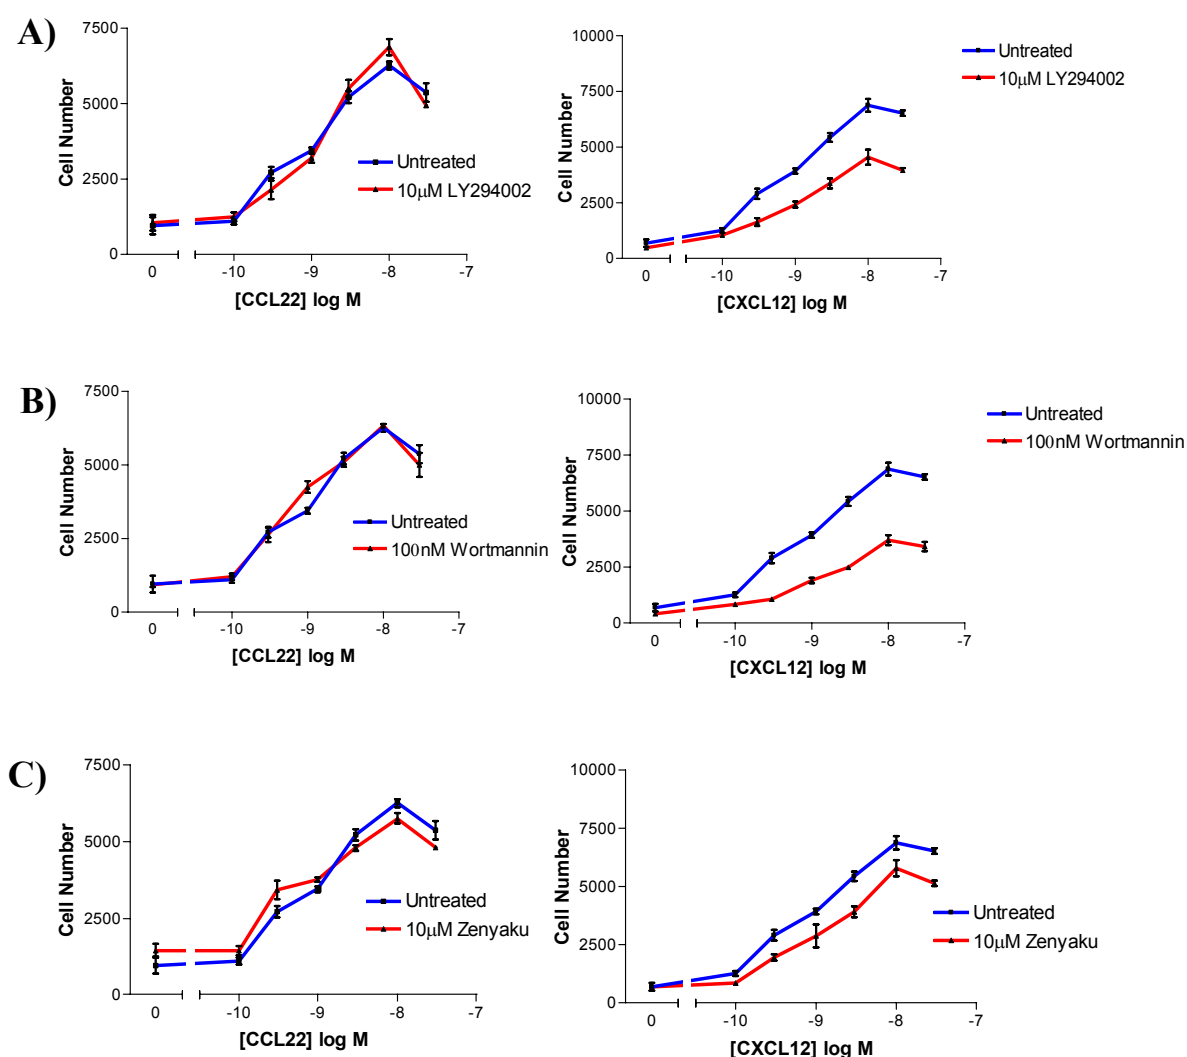 A)
7500
5000
2500
0
Cell Number
Untreated
10μM LY294002
0
-10
-9
-8
-7
[CCL22] log M
10000
7500
5000
2500
0
Cell Number
Untreated
10μM LY294002
0
-10
-9
-8
-7
[CXCL12] log M
B)
7500
5000
2500
0
Cell Number
Untreated
100nM Wortmannin
0
-10
-9
-8
-7
[CCL22] log M
10000
7500
5000
2500
0
Cell Number
Untreated
100nM Wortmannin
0
-10
-9
-8
-7
[CXCL12] log M
C)
7500
5000
2500
0
Cell Number
Untreated
10μM Zenyaku
0
-10
-9
-8
-7
[CCL22] log M
10000
7500
5000
2500
0
Cell Number
Untreated
10μM Zenyaku
0
-10
-9
-8
-7
[CXCL12] log M